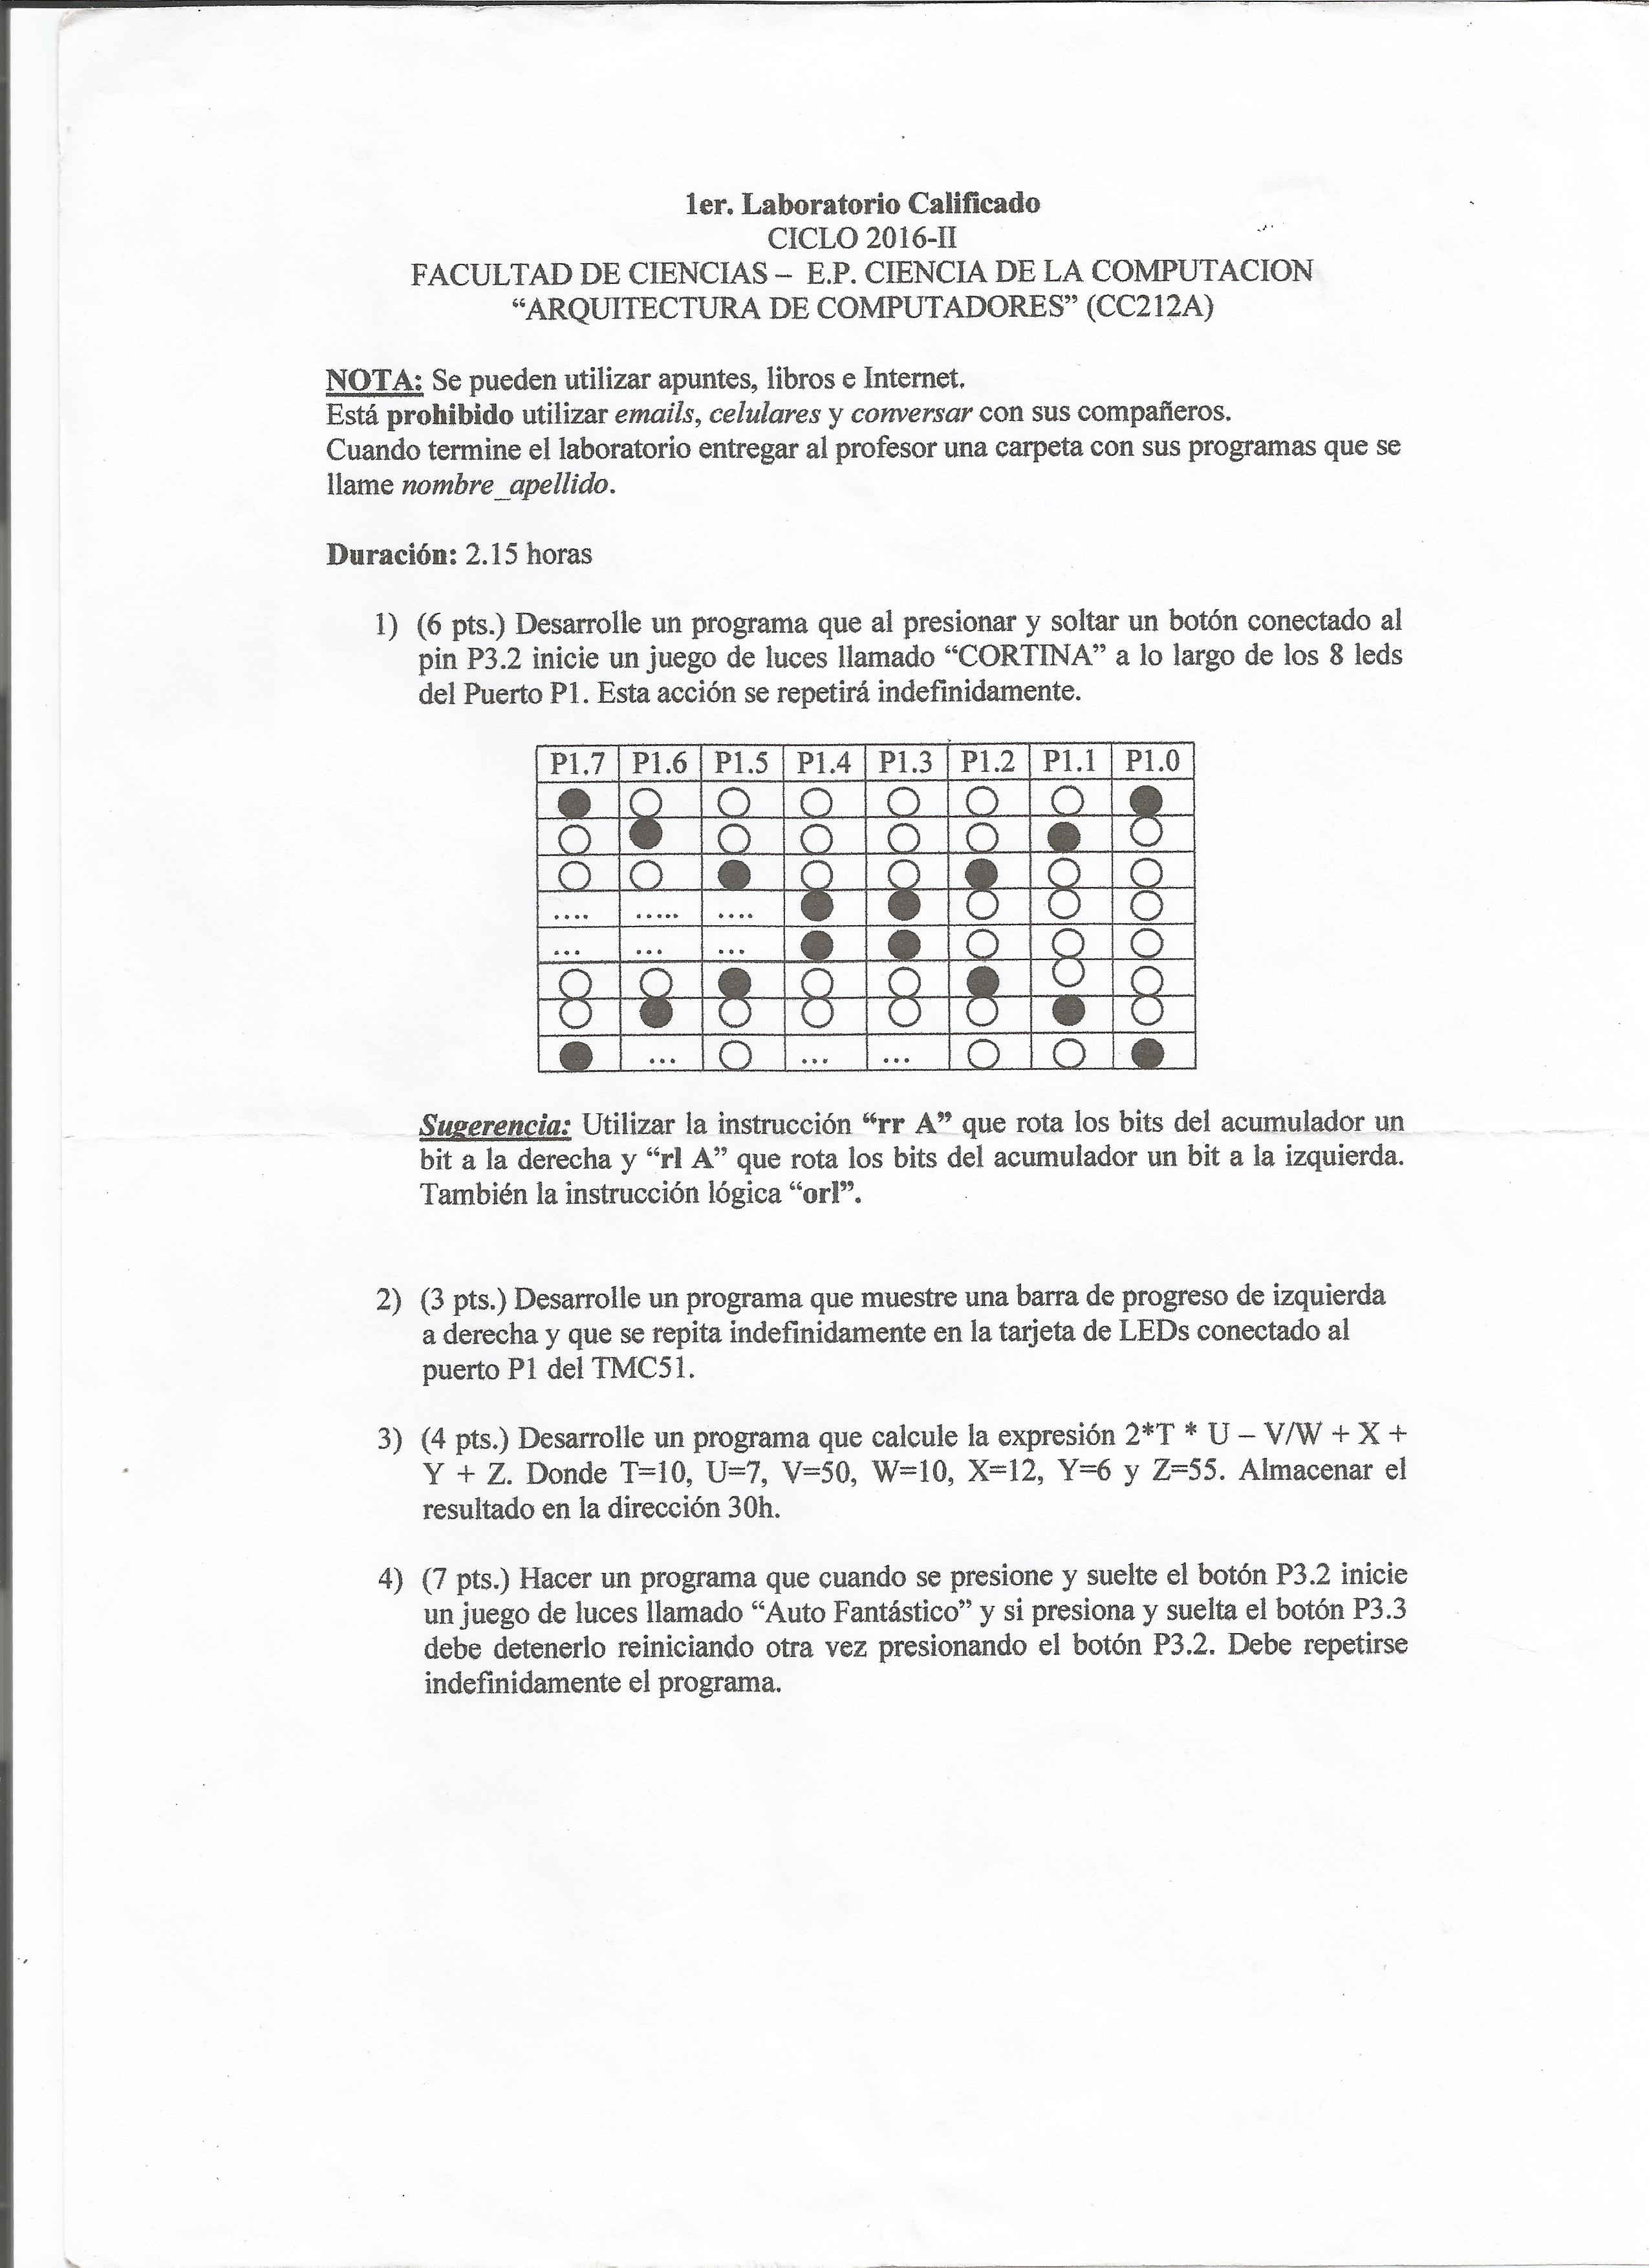 1er. Laboratorio Calificado
CICLO 2016-II
FACULTAD DE CIENCIAS – E.P. CIENCIA DE LA COMPUTACION
“ARQUITECTURA DE COMPUTADORES” (CC212A)
NOTA: Se pueden utilizar apuntes, libros e Internet.
Está prohibido utilizar emails, celulares y conversar con sus compañeros.
Cuando termine el laboratorio entregar al profesor una carpeta con sus programas que se
llame nombre_apellido.
Duración: 2.15 horas
1) (6 pts.) Desarrolle un programa que al presionar y soltar un botón conectado al
pin P3.2 inicie un juego de luces llamado “CORTINA” a lo largo de los 8 leds
del Puerto P1. Esta acción se repetirá indefinidamente.
P1.7 P1.6 P1.5 P1.4 P1.3 P1.2 P1.1 P1.0
.... ..... ....
... ... ...
... ... ...
Sugerencia: Utilizar la instrucción “rr A” que rota los bits del acumulador un
bit a la derecha y “rl A” que rota los bits del acumulador un bit a la izquierda.
También la instrucción lógica “orl”.
2) (3 pts.) Desarrolle un programa que muestre una barra de progreso de izquierda
a derecha y que se repita indefinidamente en la tarjeta de LEDs conectado al
puerto P1 del TMC51.
3) (4 pts.) Desarrolle un programa que calcule la expresión 2*T * U – V/W + X +
Y + Z. Donde T=10, U=7, V=50, W=10, X=12, Y=6 y Z=55. Almacenar el
resultado en la dirección 30h.
4) (7 pts.) Hacer un programa que cuando se presione y suelte el botón P3.2 inicie
un juego de luces llamado “Auto Fantástico” y si presiona y suelta el botón P3.3
debe detenerlo reiniciando otra vez presionando el botón P3.2. Debe repetirse
indefinidamente el programa.